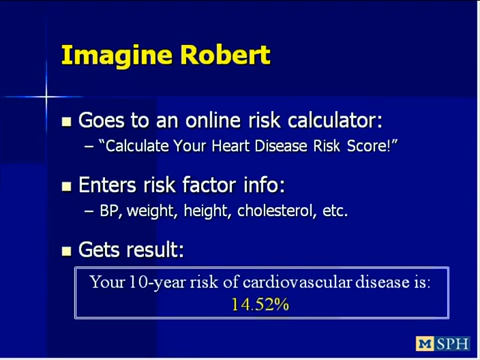 Imagine Robert
■ Goes to an online risk calculator:
– “Calculate Your Heart Disease Risk Score!”
■ Enters risk factor info:
– BP, weight, height, cholesterol, etc.
■ Gets result:
Your 10-year risk of cardiovascular disease is:
14.52%
M SPH